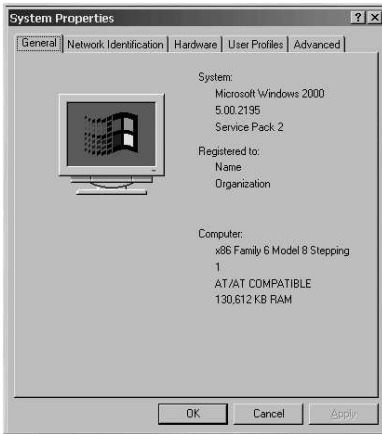 System Properties
General Network Identification Hardware User Profiles Advanced
System:
Microsoft Windows 2000
5.00.2195
Service Pack 2
Registered to:
Name
Organization
Computer:
x86 Family 6 Model 8 Stepping
1
AT/AT COMPATIBLE
130,612 KB RAM
OK Cancel Apply